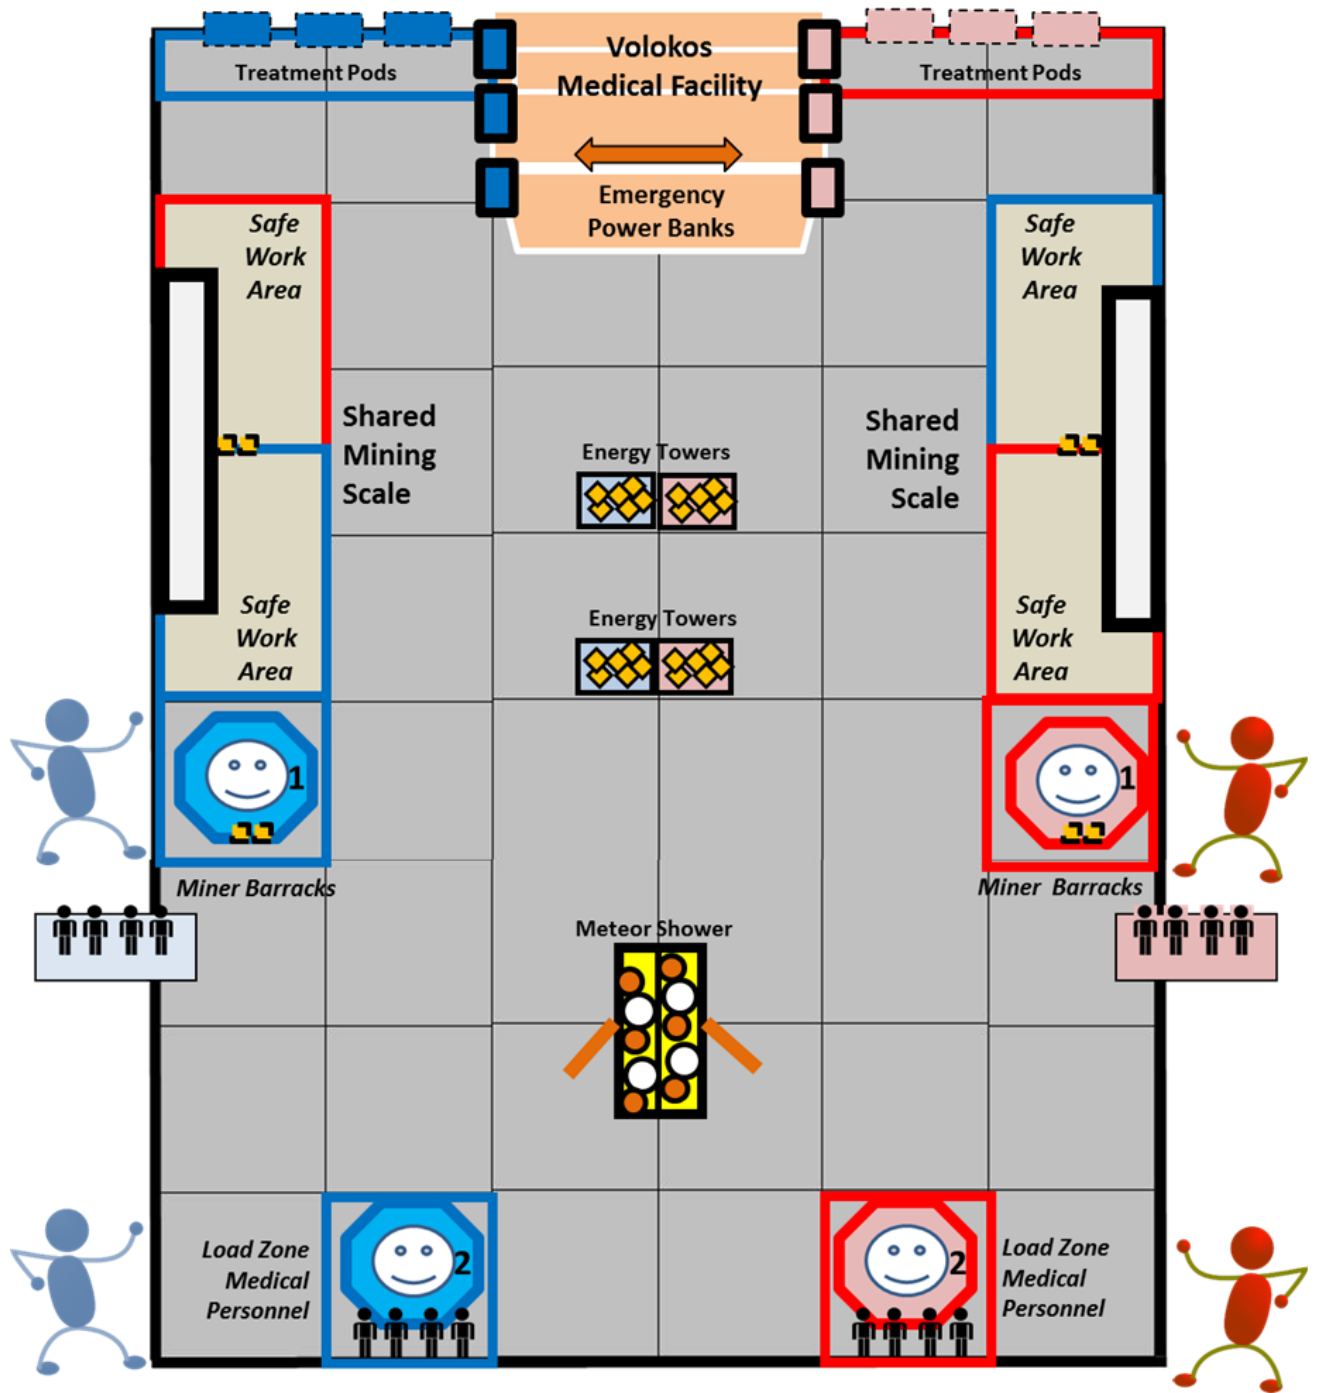 Volokos
Medical Facility
Treatment Pods
Treatment Pods
Emergency
Power Banks
Safe
Work
Area
Safe
Work
Area
Shared
Mining
Scale
Shared
Mining
Scale
Energy Towers
Safe
Work
Area
Energy Towers
Safe
Work
Area
1
1
Miner Barracks
Miner Barracks
Meteor Shower
Load Zone
Medical
Personnel
2
2
Load Zone
Medical
Personnel